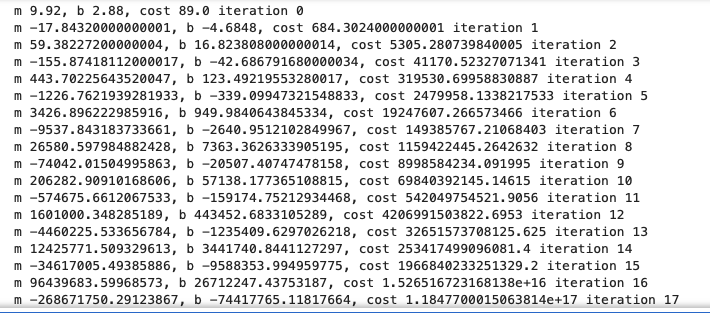 m 9.92, b 2.88, cost 89.0 iteration 0
m -17.84320000000001, b -4.6848, cost 684.3024000000001 iteration 1
m 59.38227200000004, b 16.823808000000014, cost 5305.280739840005 iteration 2
m -155.87418112000017, b -42.686791680000034, cost 41170.52327071341 iteration 3
m 443.70225643520047, b 123.49219553280017, cost 319530.69958830887 iteration 4
m -1226.7621939281933, b -339.09947321548833, cost 2479958.1338217533 iteration 5
m 3426.896222985916, b 949.9840643845334, cost 19247607.266573466 iteration 6
m -9537.843183733661, b -2640.9512102849967, cost 149385767.21068403 iteration 7
m 26580.597984882428, b 7363.3626333905195, cost 1159422445.2642632 iteration 8
m -74042.01504995863, b -20507.40747478158, cost 8998584234.091995 iteration 9
m 206282.90910168606, b 57138.177365108815, cost 69840392145.14615 iteration 10
m -574675.6612067533, b -159174.75212934468, cost 542049754521.9056 iteration 11
m 1601000.348285189, b 443452.6833105289, cost 4206991503822.6953 iteration 12
m -4460225.533656784, b -1235409.6297026218, cost 32651573708125.625 iteration 13
m 12425771.509329613, b 3441740.8441127297, cost 253417499096081.4 iteration 14
m -34617005.49385886, b -9588353.994959775, cost 1966840233251329.2 iteration 15
m 96439683.59968573, b 26712247.43753187, cost 1.526516723168138e+16 iteration 16
m -268671750.29123867, b -74417765.11817664, cost 1.1847700015063814e+17 iteration 17